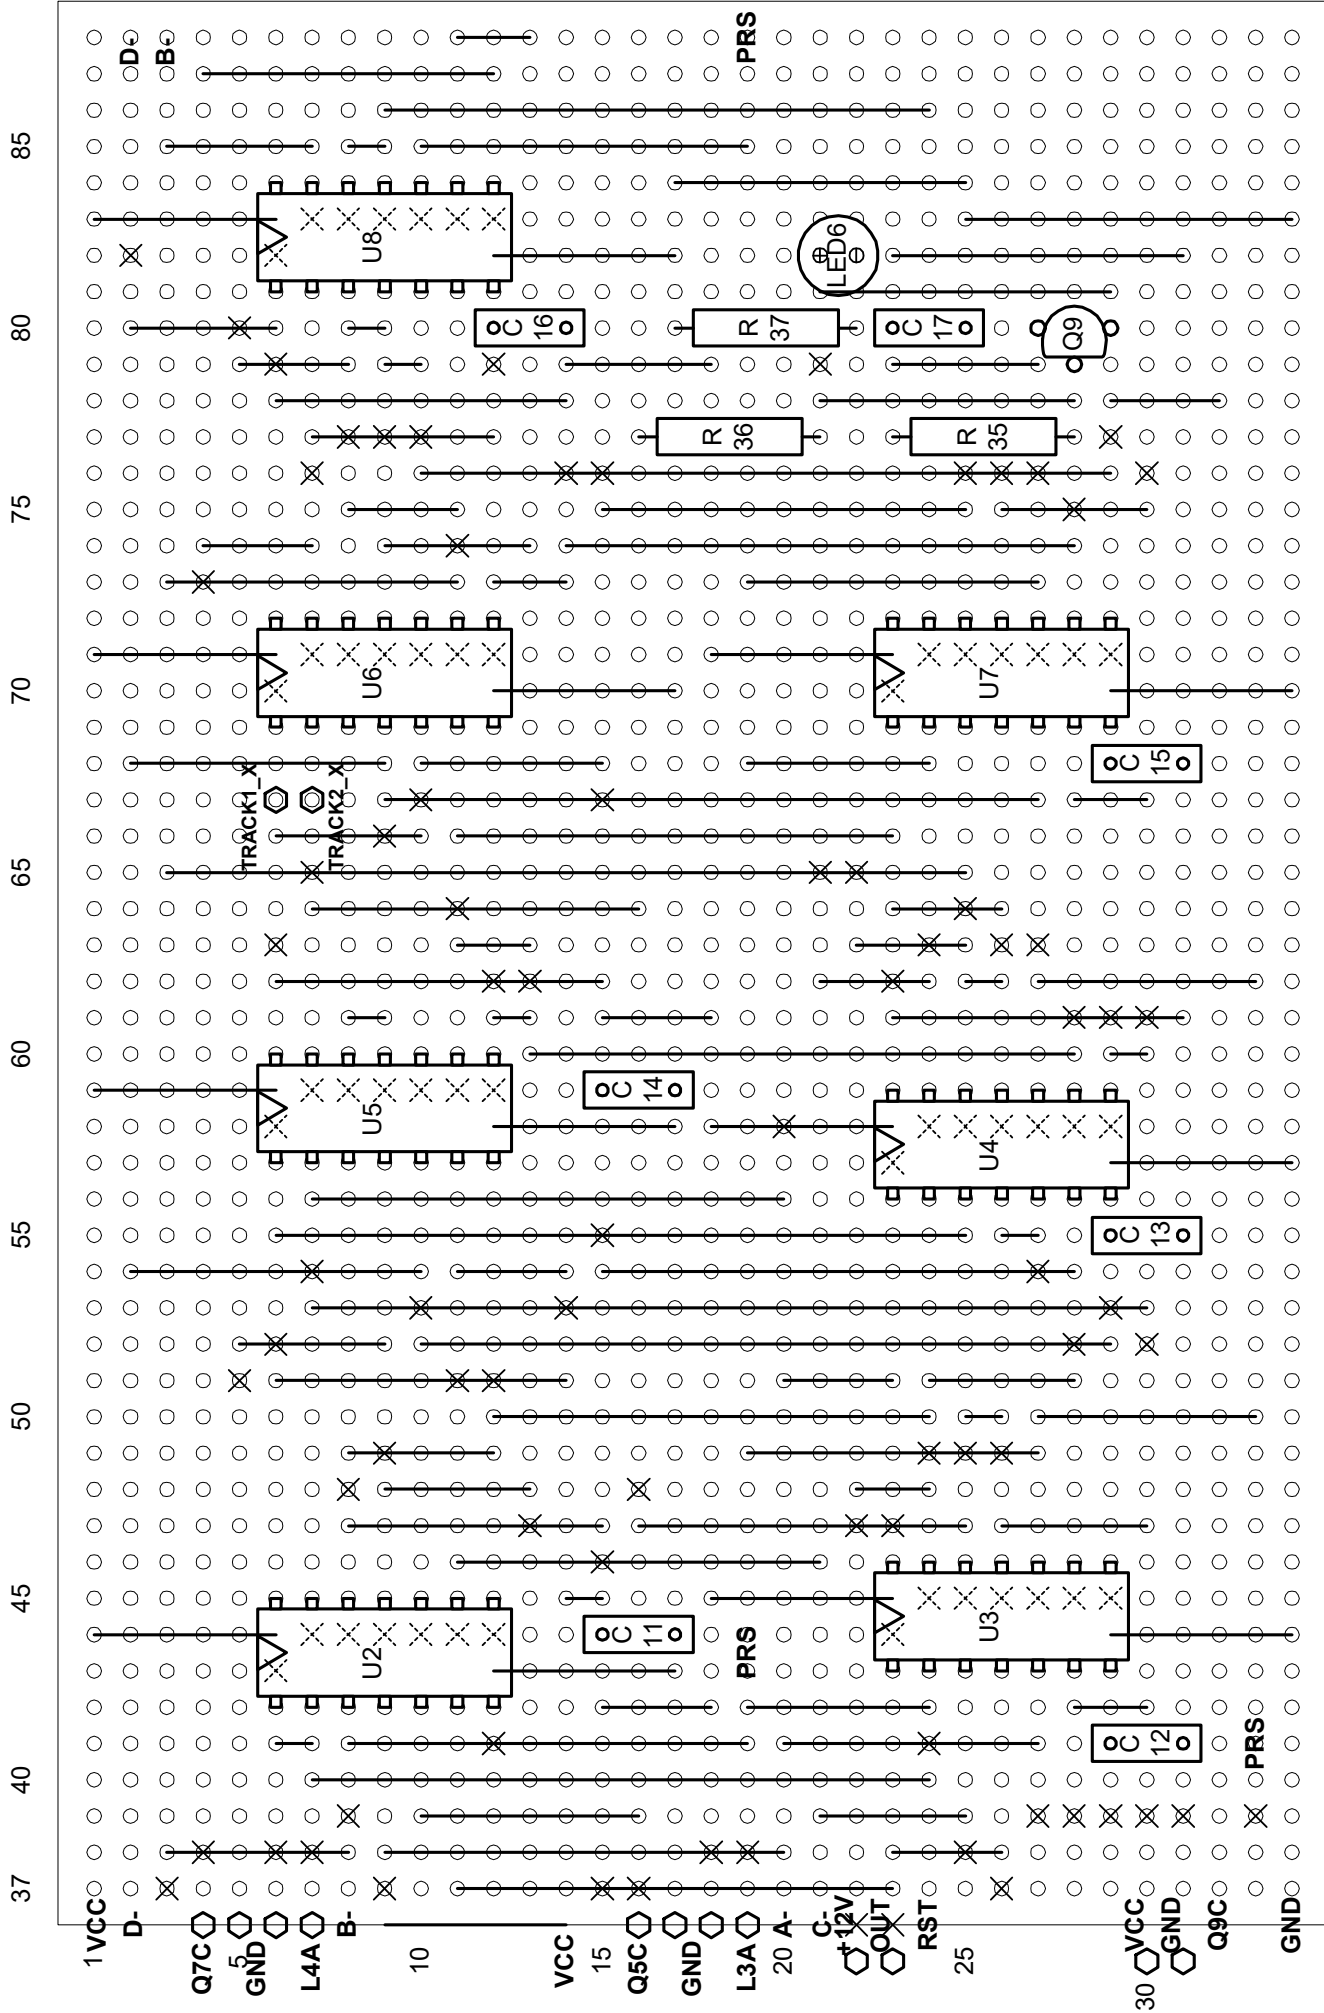 D-
B-
PRS
85
U8
LED6
80
C 16
R 37
C 17
Q9
R 36
R 35
75
70
U6
U7
C 15
TRACK1_X
TRACK2_X
65
60
C 14
U5
U4
55
C 13
50
45
U2
C 11
PRS
U3
40
C 12
PRS
37
1 VCC
D-
Q7C
5
GND
L4A
B-
10
VCC
15
Q5C
GND
L3A
20 A-
C-
+12V
OUT
RST
25
30 VCC
GND
Q9C
GND